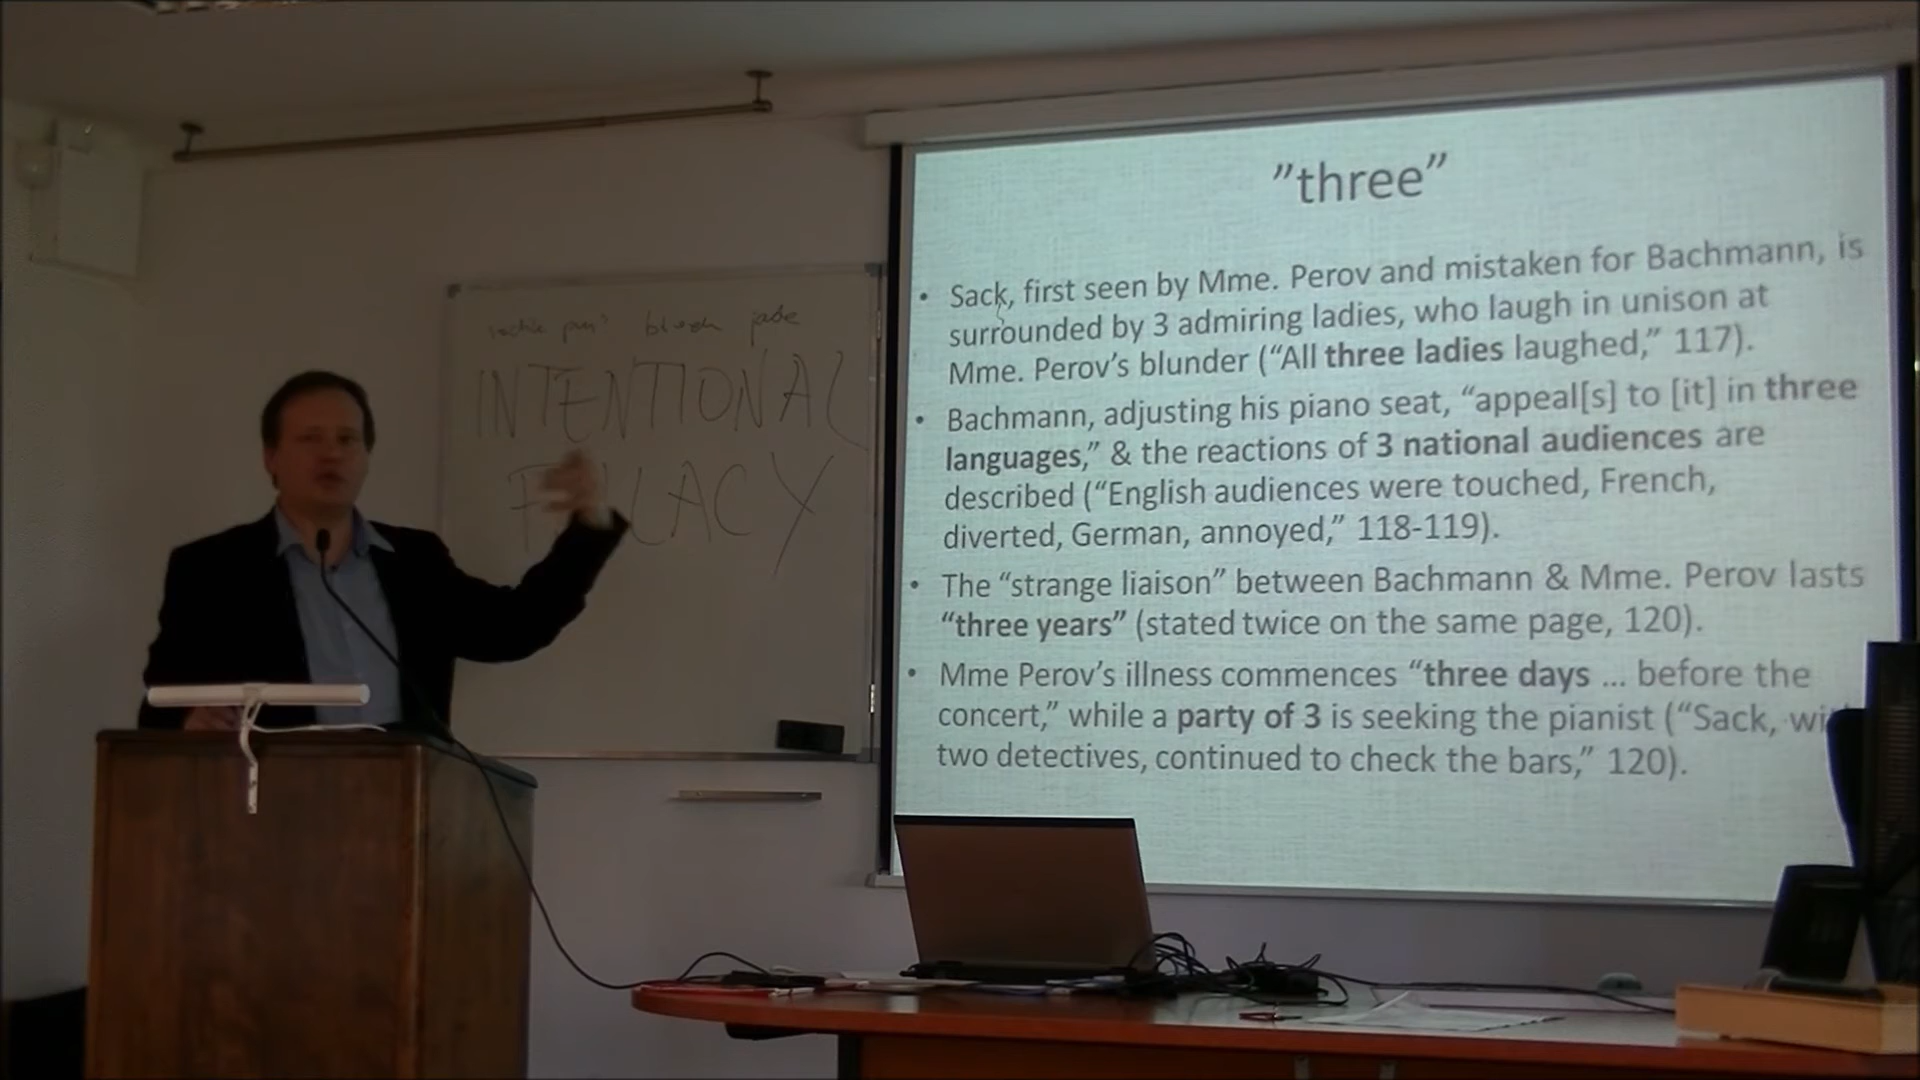 jade
INTENTIONAL
FALLACY
”three”
• Sack, first seen by Mme. Perov and mistaken for Bachmann, is
surrounded by 3 admiring ladies, who laugh in unison at
Mme. Perov’s blunder (“All three ladies laughed,” 117).
• Bachmann, adjusting his piano seat, “appeal[s] to [it] in three
languages,” & the reactions of 3 national audiences are
described (“English audiences were touched, French,
diverted, German, annoyed,” 118-119).
• The “strange liaison” between Bachmann & Mme. Perov lasts
“three years” (stated twice on the same page, 120).
• Mme Perov’s illness commences “three days ... before the
concert,” while a party of 3 is seeking the pianist (“Sack, wi
two detectives, continued to check the bars,” 120).